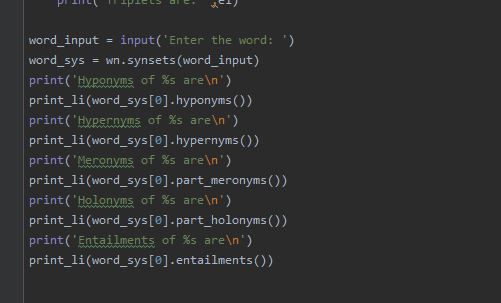 print('Triplets are: ',el)
word_input = input('Enter the word: ')
word_sys = wn.synsets(word_input)
print('Hyponyms of %s are\n')
print_li(word_sys[0].hyponyms())
print('Hypernyms of %s are\n')
print_li(word_sys[0].hypernyms())
print('Meronyms of %s are\n')
print_li(word_sys[0].part_meronyms())
print('Holonyms of %s are\n')
print_li(word_sys[0].part_holonyms())
print('Entailments of %s are\n')
print_li(word_sys[0].entailments())